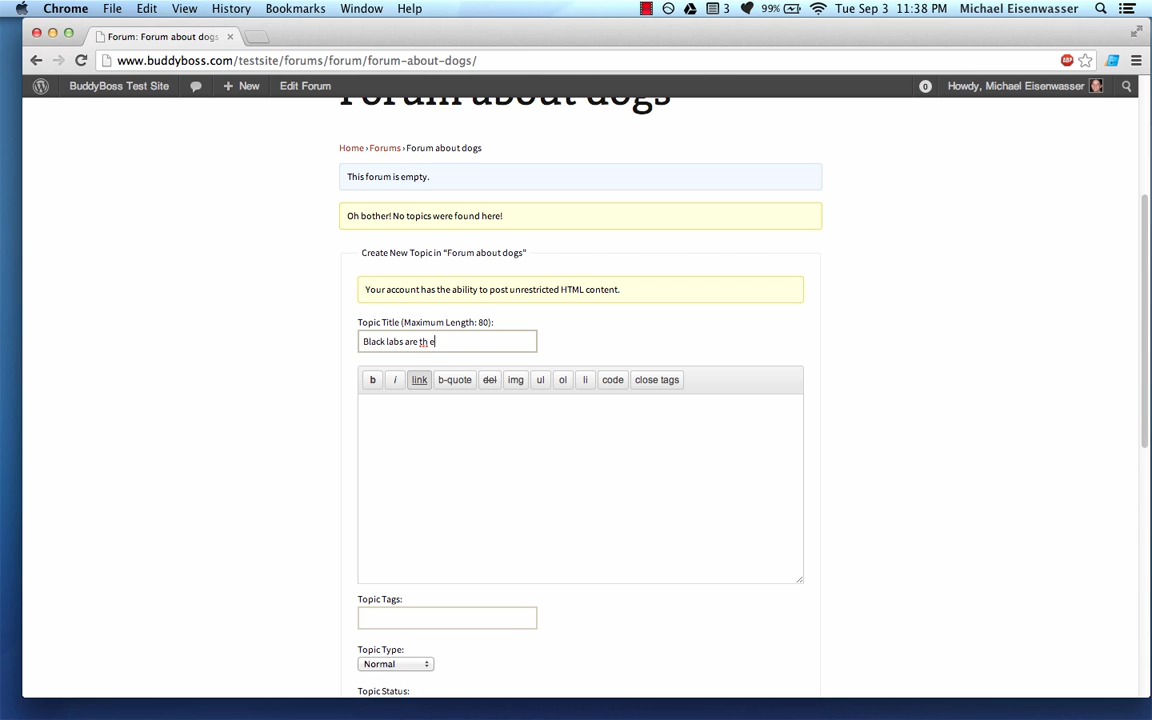 Chrome File Edit View History Bookmarks Window Help 3 99% Tue Sep 3 11:38 PM Michael Eisenwasser
Forum: Forum about dogs
www.buddyboss.com/testsite/forums/forum/forum-about-dogs/
BuddyBoss Test Site + New Edit Forum 0 Howdy, Michael Eisenwasser
Forum about dogs
Home › Forums › Forum about dogs
This forum is empty.
Oh bother! No topics were found here!
Create New Topic in “Forum about dogs”
Your account has the ability to post unrestricted HTML content.
Topic Title (Maximum Length: 80):
Black labs are th e
b i link b-quote del img ul ol li code close tags
Topic Tags:
Topic Type:
Normal
Topic Status: